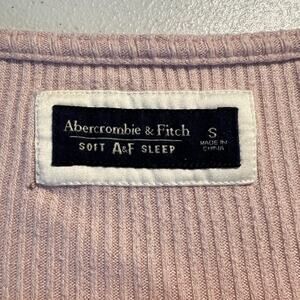 Abercrombie & Fitch
SOFT A&F SLEEP
S
MADE IN
CHINA